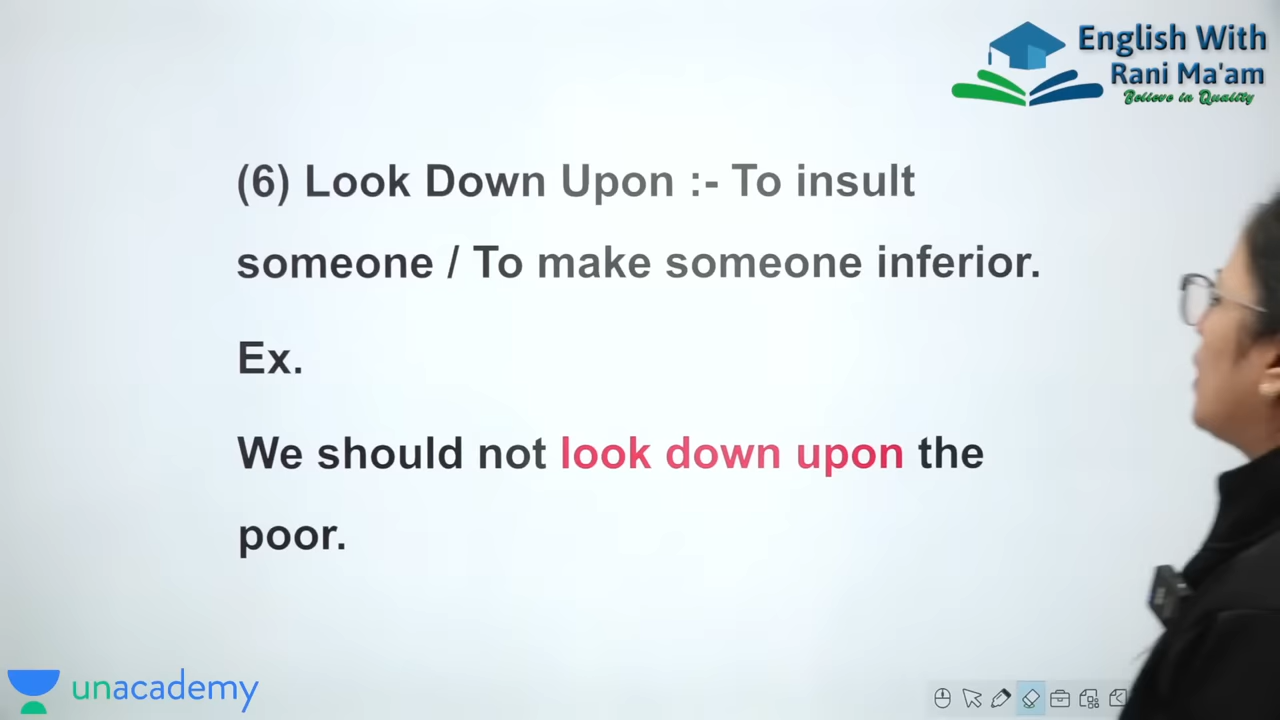 English With
Rani Ma'am
Believe in Quality
(6) Look Down Upon :- To insult
someone / To make someone inferior.
Ex.
We should not look down upon the
poor.
unacademy